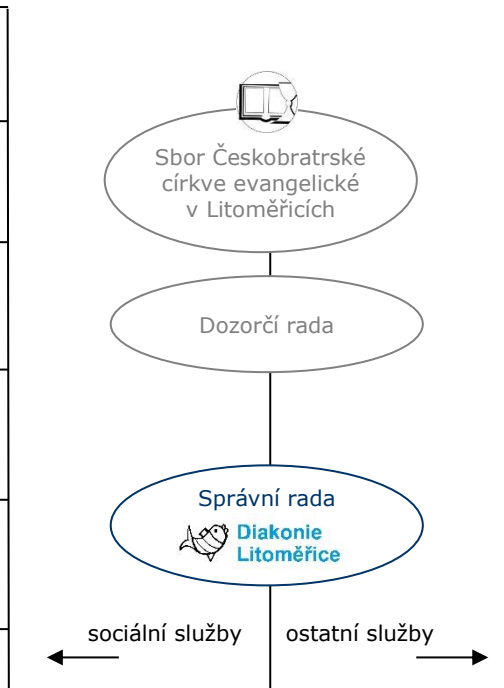 Sbor Českobratrské
církve evangelické
v Litoměřicích
Dozorčí rada
Správní rada
Diakonie
Litoměřice
sociální služby
ostatní služby